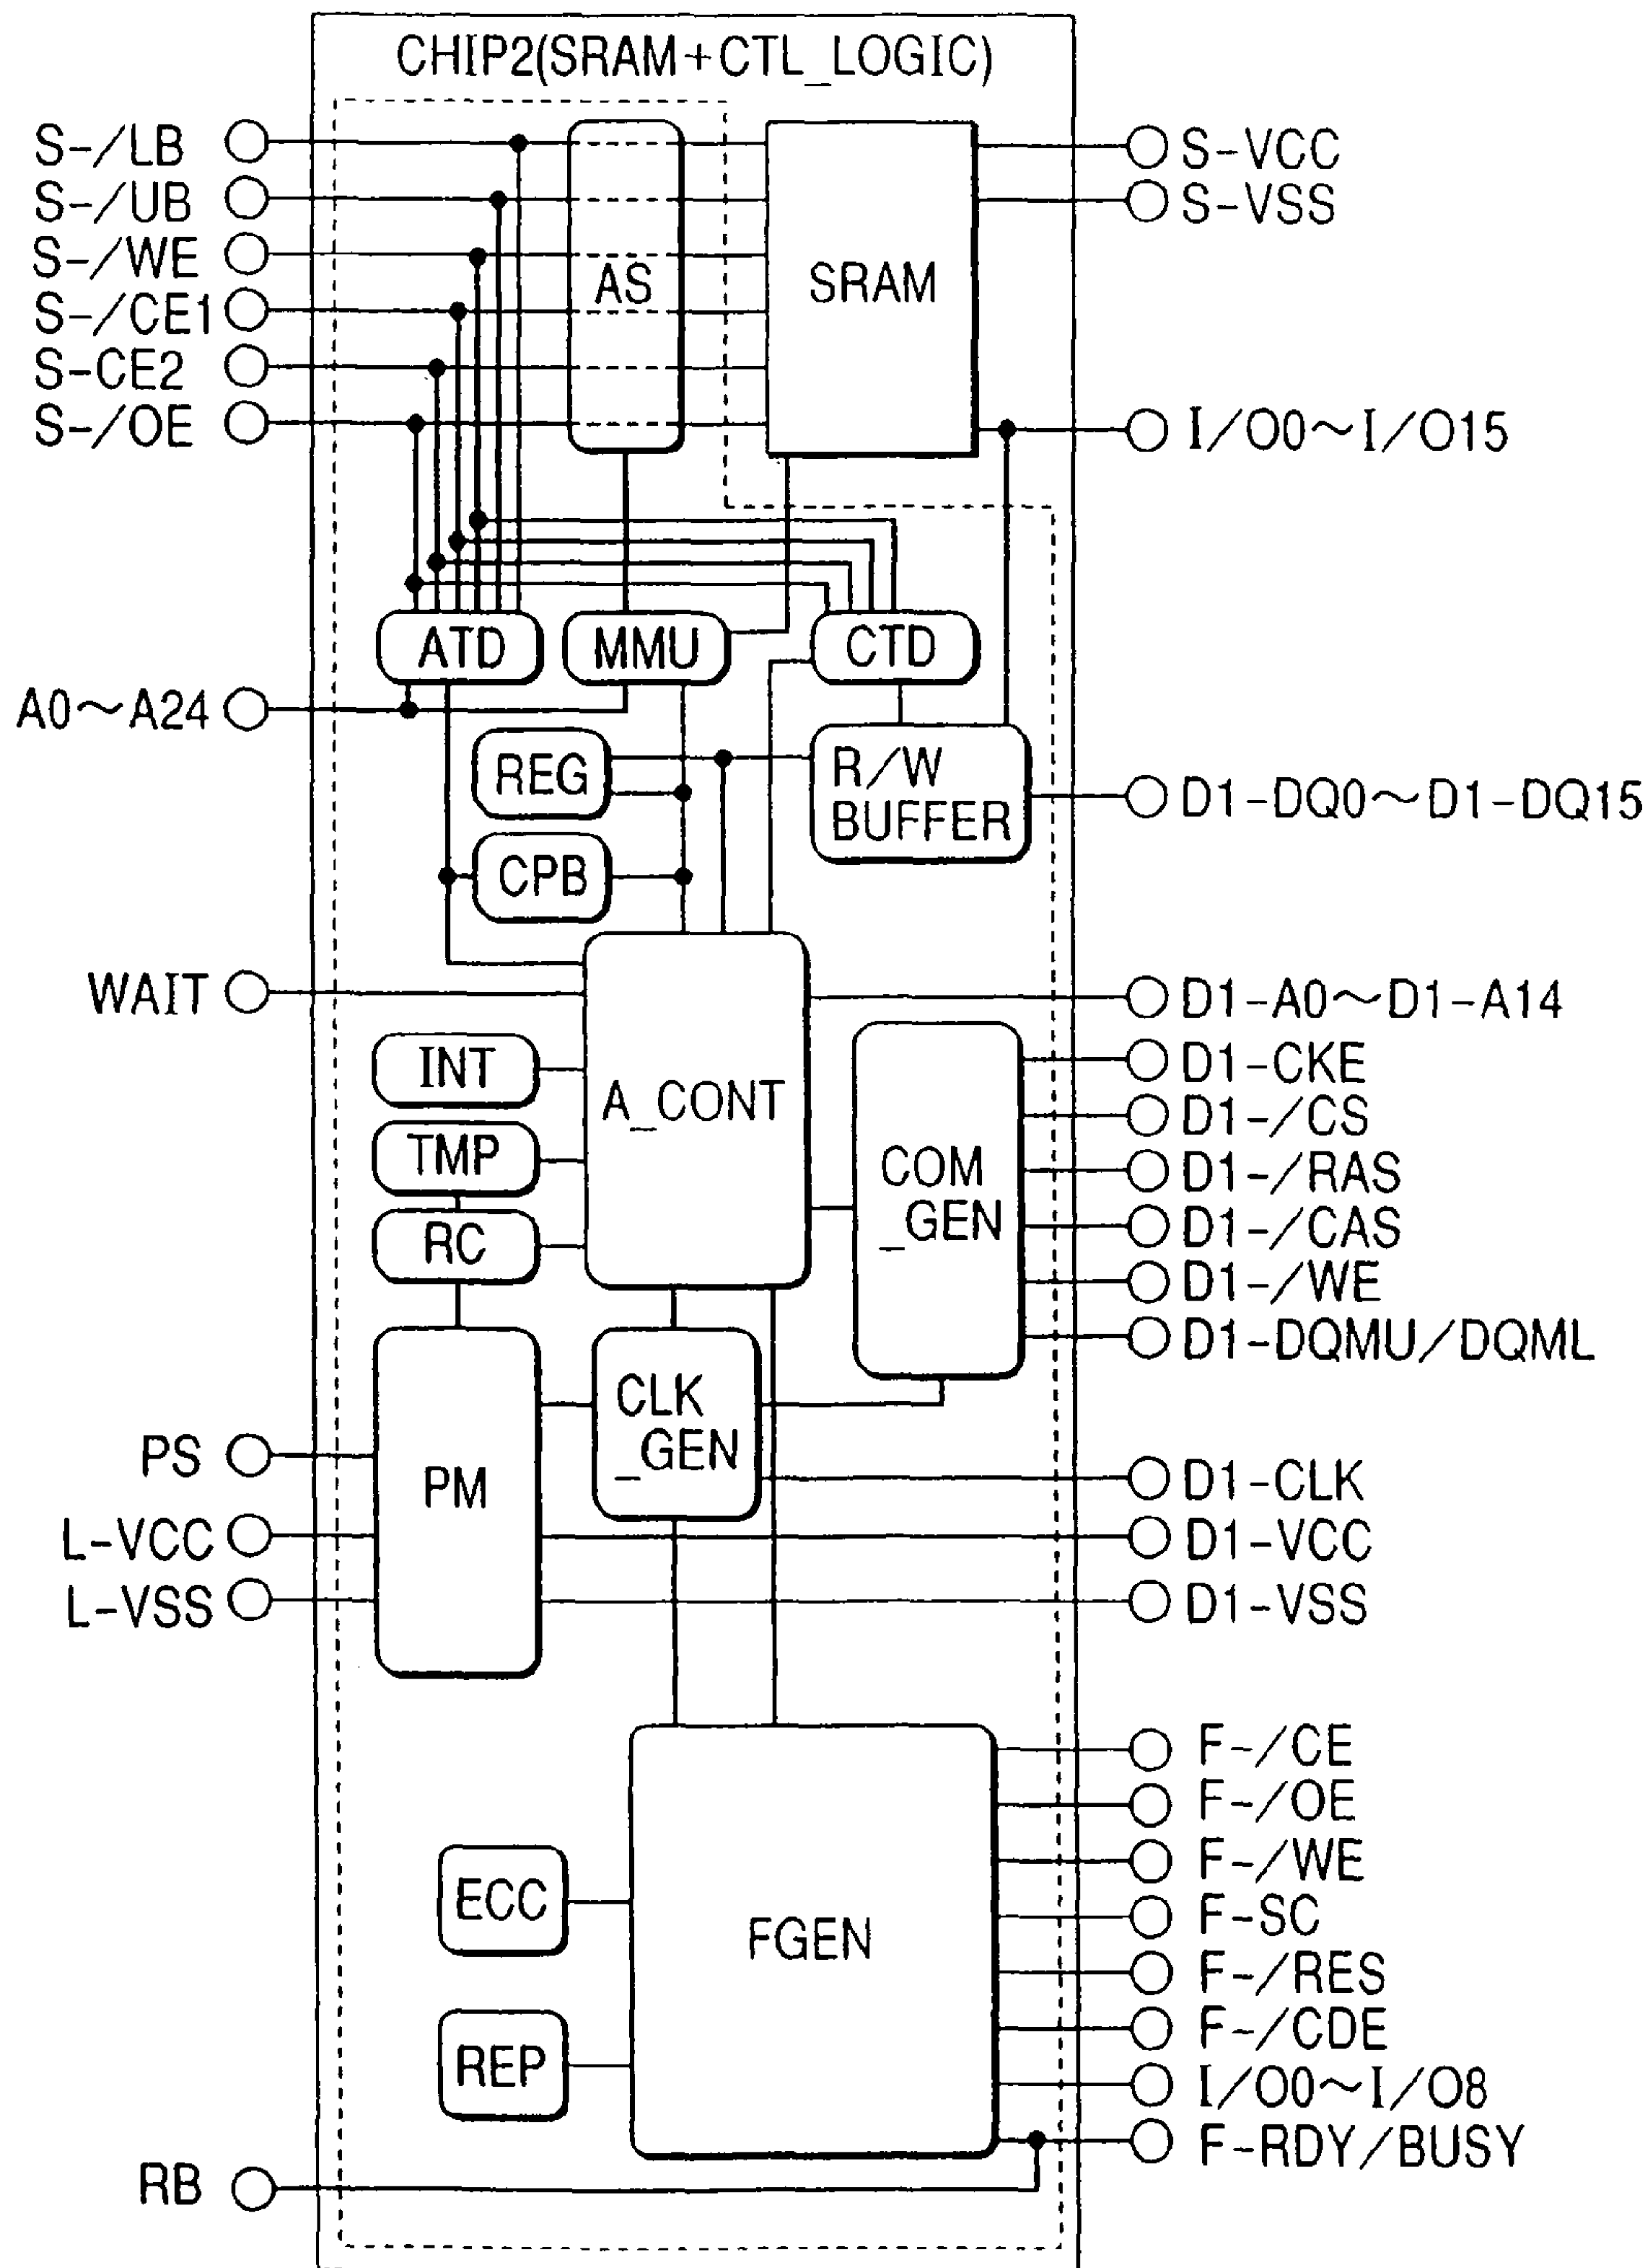 CHIP2(SRAM+CTL_LOGIC)
S-/LB
S-/UB
S-/WE
S-/CE1
S-CE2
S-/OE
AS
SRAM
S-VCC
S-VSS
I/O0~I/O15
ATD
MMU
CTD
A0~A24
REG
R/W
BUFFER
D1-DQ0~D1-DQ15
CPB
WAIT
A_CONT
D1-A0~D1-A14
INT
TMP
RC
COM
_GEN
D1-CKE
D1-/CS
D1-/RAS
D1-/CAS
D1-/WE
D1-DQMU/DQML
PS
L-VCC
L-VSS
PM
CLK
_GEN
D1-CLK
D1-VCC
D1-VSS
ECC
REP
FGEN
F-/CE
F-/OE
F-/WE
F-SC
F-/RES
F-/CDE
I/O0~I/O8
F-RDY/BUSY
RB